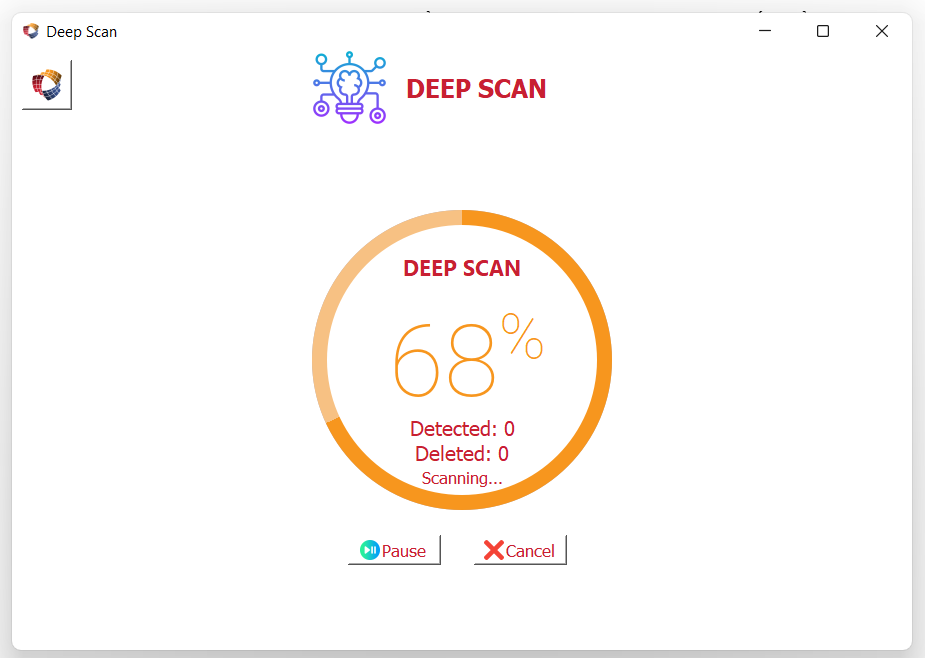 Deep Scan
DEEP SCAN
DEEP SCAN
68%
Detected: 0
Deleted: 0
Scanning...
Pause
Cancel